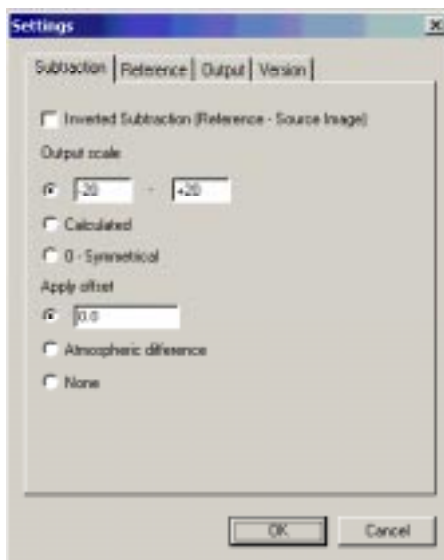 Settings
Subtraction Reference Output Version
Inverted Subtraction (Reference - Source Image)
Output scale
-20 - +20
Calculated
0 - Symmetrical
Apply offset
0.0
Atmospheric difference
None
OK Cancel